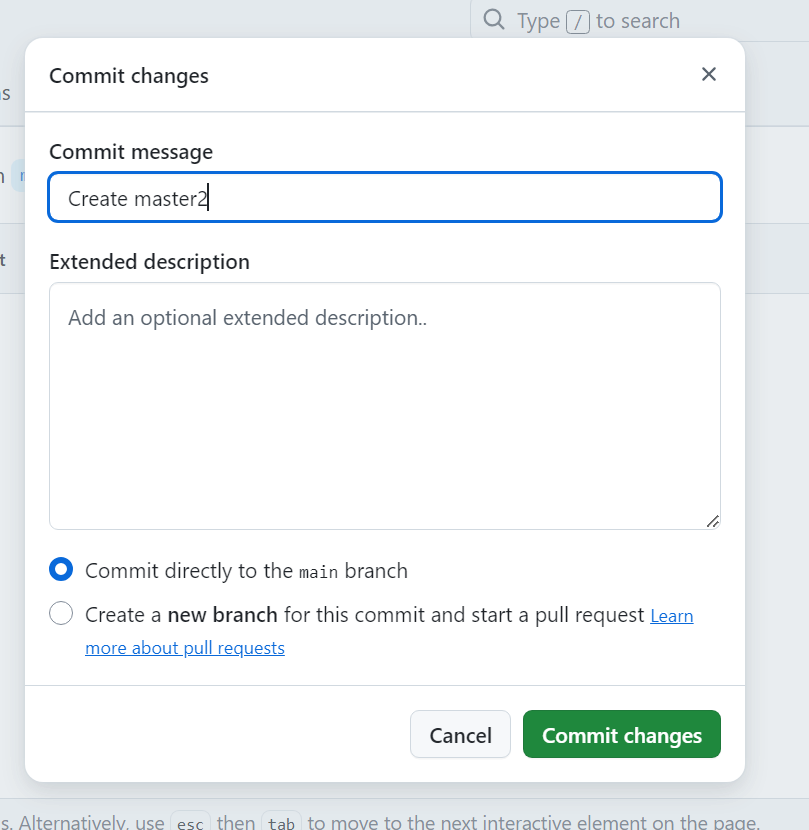 Type / to search
Commit changes
Commit message
Create master2
Extended description
Add an optional extended description..
Commit directly to the main branch
Create a new branch for this commit and start a pull request Learn
more about pull requests
Cancel
Commit changes
s. Alternatively, use esc then tab to move to the next interactive element on the page.